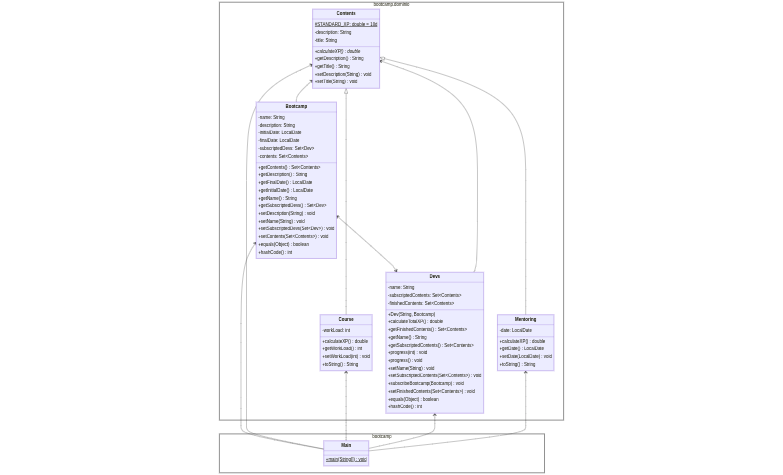 bootcamp.dominio
Contents
#STANDARD_XP: double = 10d
-description: String
-title: String
+calculateXP() : double
+getDescription() : String
+getTitle() : String
+setDescription(String) : void
+setTitle(String) : void
Bootcamp
-name: String
-description: String
-initialDate: LocalDate
-finalDate: LocalDate
-subscriptedDevs: Set<Dev>
-contents: Set<Contents>
+getContents() : Set<Contents>
+getDescription() : String
+getFinalDate() : LocalDate
+getInitialDate() : LocalDate
+getName() : String
+getSubscriptedDevs() : Set<Dev>
+setDescription(String) : void
+setName(String) : void
+setSubscriptedDevs(Set<Dev>) : void
+setContents(Set<Contents>) : void
+equals(Object) : boolean
+hashCode() : int
Devs
-name: String
-subscriptedContents: Set<Contents>
-finishedContents: Set<Contents>
+Dev(String, Bootcamp)
+calculateTotalXP() : double
+getFinishedContents() : Set<Contents>
+getName() : String
+getSubscriptedContents() : Set<Contents>
+progress(int) : void
+progress() : void
+setName(String) : void
+setSubscriptedContents(Set<Contents>) : void
+subscribeBootcamp(Bootcamp) : void
+setFinishedContents(Set<Contents>) : void
+equals(Object) : boolean
+hashCode() : int
Course
-workLoad: int
+calculateXP() : double
+getWorkLoad() : int
+setWorkLoad(int) : void
+toString() : String
Mentoring
-date: LocalDate
+calculateXP() : double
+getDate() : LocalDate
+setDate(LocalDate) : void
+toString() : String
bootcamp
Main
+main(String[]) : void